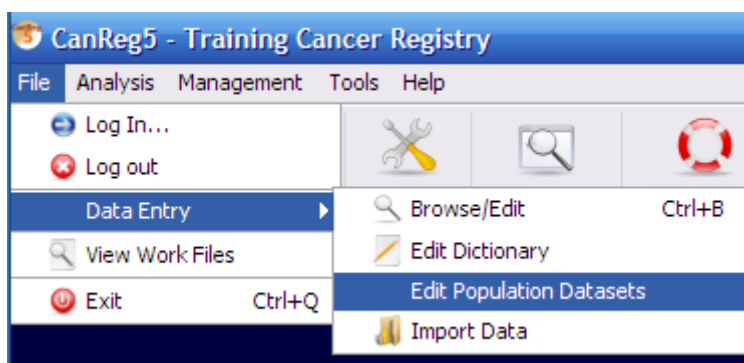 CanReg5 - Training Cancer Registry
File Analysis Management Tools Help
Log In...
Log out
Data Entry
View Work Files
Exit Ctrl+Q
Browse/Edit Ctrl+B
Edit Dictionary
Edit Population Datasets
Import Data